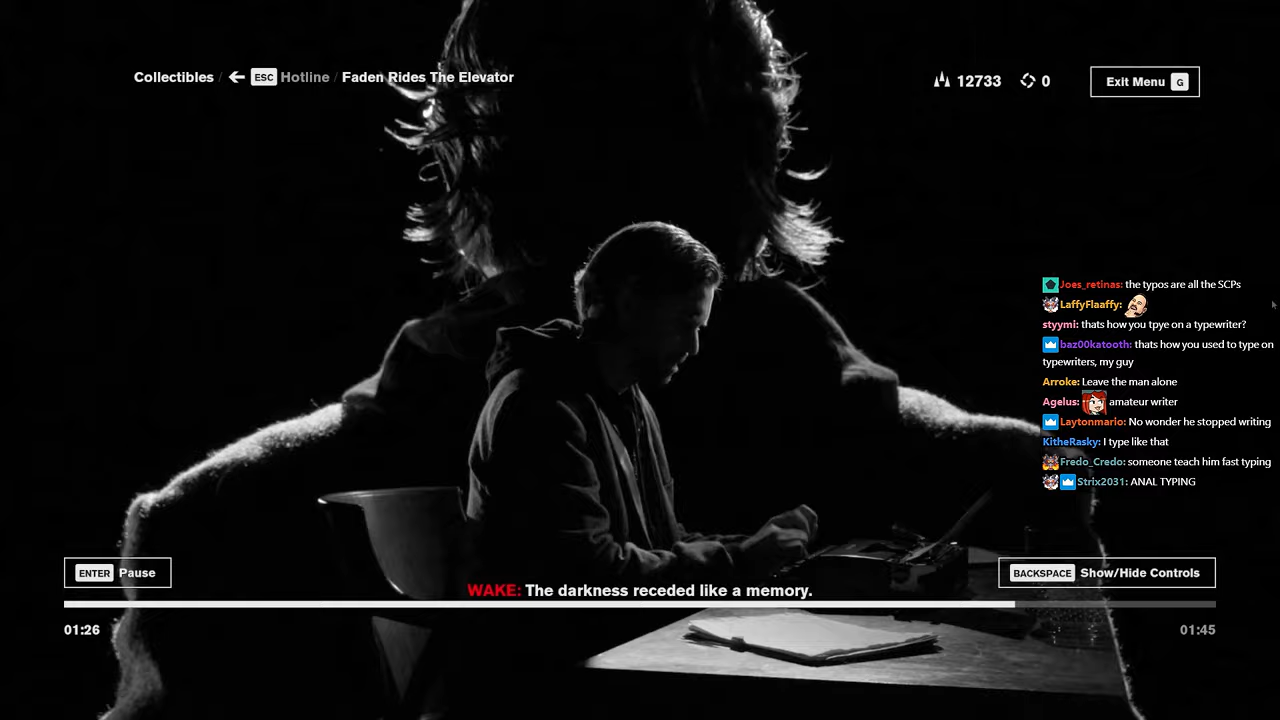 Collectibles / ESC Hotline / Faden Rides The Elevator
12733 0 Exit Menu G
Joes_retinas: the typos are all the SCPs
LaffyFlaaffy:
styymi: thats how you tpye on a typewriter?
baz00katooth: thats how you used to type on
typewriters, my guy
Arroke: Leave the man alone
Agelus: amateur writer
Laytonmario: No wonder he stopped writing
KitheRasky: I type like that
Fredo_Credo: someone teach him fast typing
Strix2031: ANAL TYPING
ENTER Pause
BACKSPACE Show/Hide Controls
WAKE: The darkness receded like a memory.
01:26
01:45